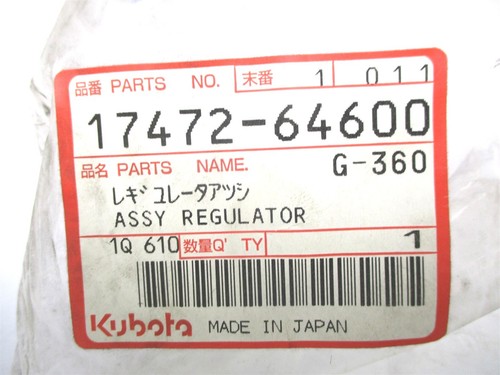 品番 PARTS NO. 末番 1 011
17472-64600
品名 PARTS NAME. G-360
レギュレータアツシ
ASSY REGULATOR
1Q 610 数量Q'TY 1
Kubota MADE IN JAPAN